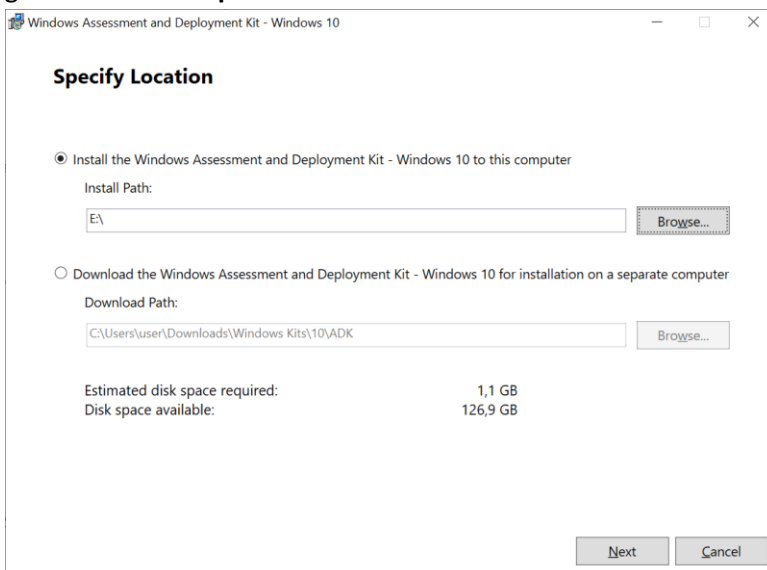 Windows Assessment and Deployment Kit - Windows 10
Specify Location
Install the Windows Assessment and Deployment Kit - Windows 10 to this computer
Install Path:
E:\
Browse...
Download the Windows Assessment and Deployment Kit - Windows 10 for installation on a separate computer
Download Path:
C:\Users\user\Downloads\Windows Kits\10\ADK
Browse...
Estimated disk space required: 1,1 GB
Disk space available: 126,9 GB
Next Cancel